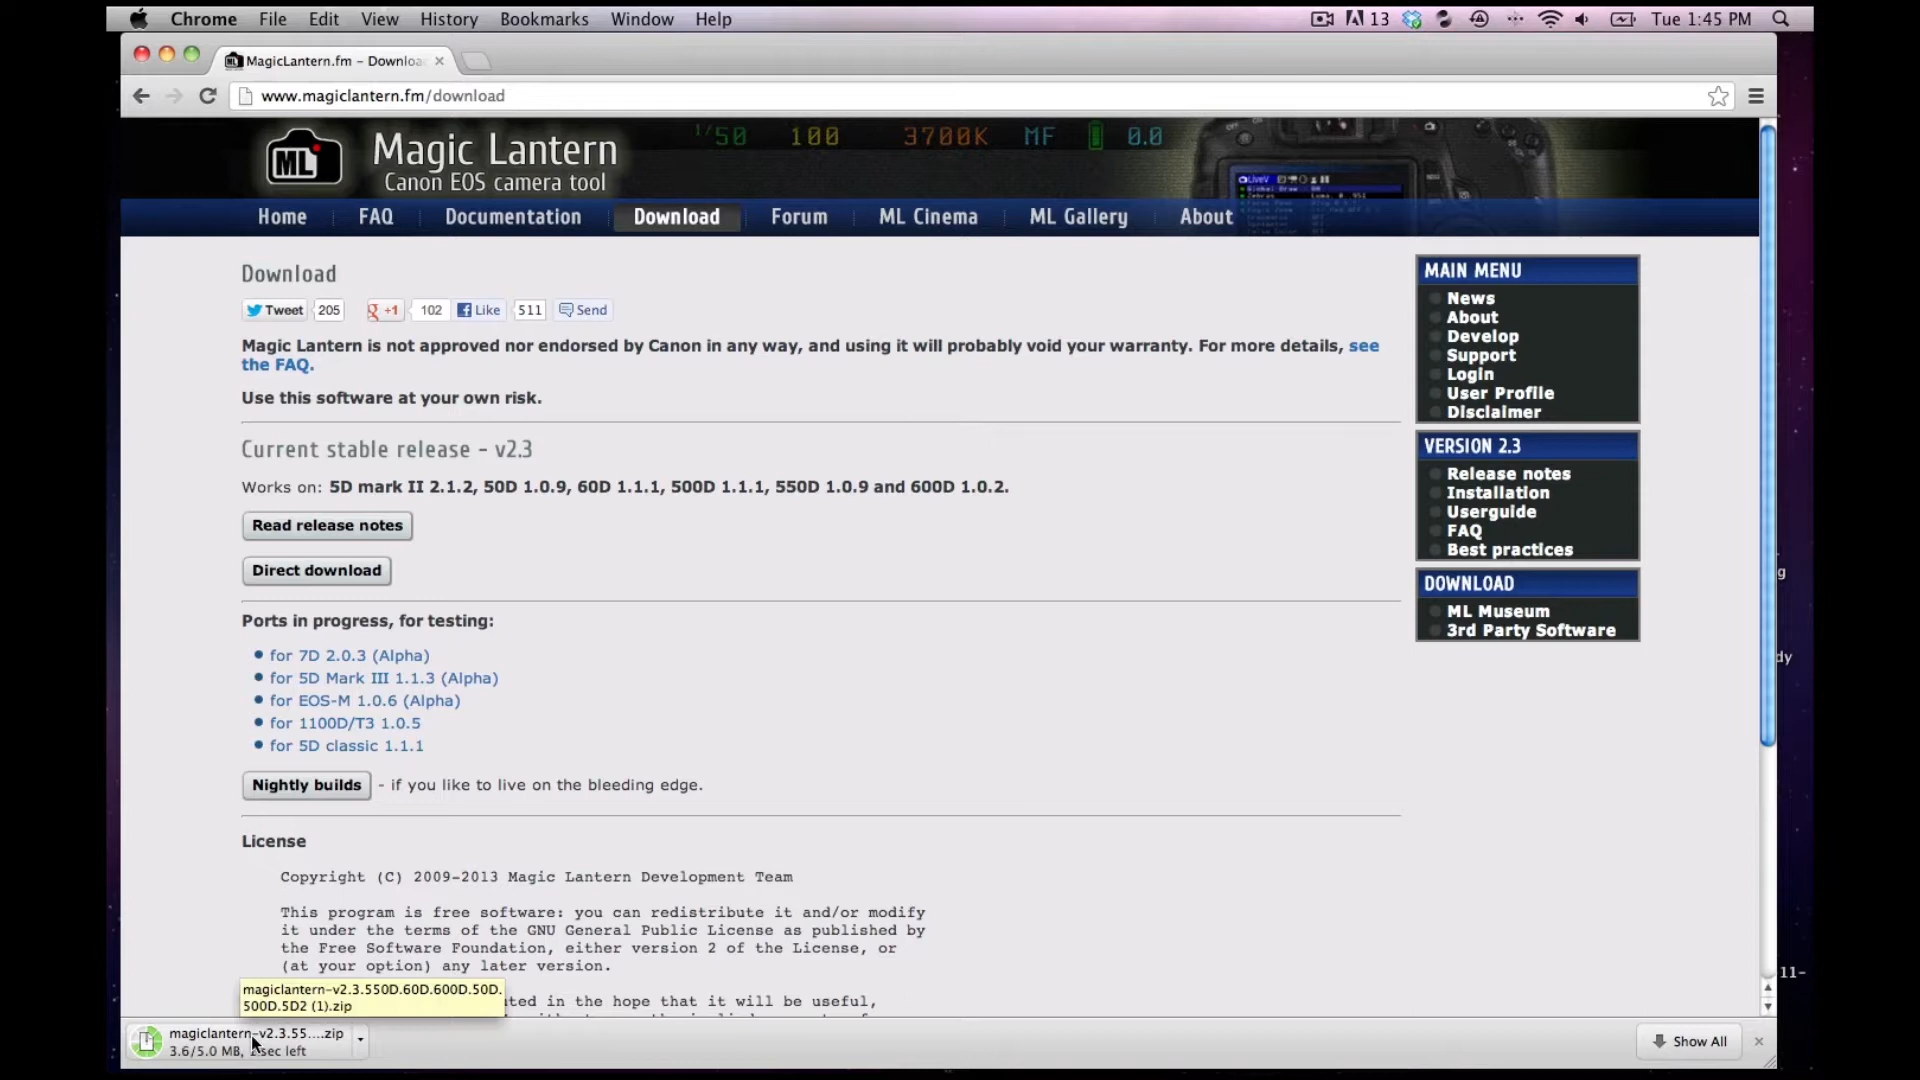 Chrome File Edit View History Bookmarks Window Help 13 Tue 1:45 PM
MagicLantern.fm – Downloa
www.magiclantern.fm/download
1/50 100 3700K MF 0.0
ML
Magic Lantern
Canon EOS camera tool
LiveV
Home FAQ Documentation Download Forum ML Cinema ML Gallery About
Download
Tweet 205 +1 102 Like 511 Send
Magic Lantern is not approved nor endorsed by Canon in any way, and using it will probably void your warranty. For more details, see
the FAQ.
Use this software at your own risk.
Current stable release - v2.3
Works on: 5D mark II 2.1.2, 50D 1.0.9, 60D 1.1.1, 500D 1.1.1, 550D 1.0.9 and 600D 1.0.2.
Read release notes
Direct download
Ports in progress, for testing:
for 7D 2.0.3 (Alpha)
for 5D Mark III 1.1.3 (Alpha)
for EOS-M 1.0.6 (Alpha)
for 1100D/T3 1.0.5
for 5D classic 1.1.1
Nightly builds - if you like to live on the bleeding edge.
License
Copyright (C) 2009-2013 Magic Lantern Development Team
This program is free software: you can redistribute it and/or modify
it under the terms of the GNU General Public License as published by
the Free Software Foundation, either version 2 of the License, or
(at your option) any later version.
uted in the hope that it will be useful,
MAIN MENU
News
About
Develop
Support
Login
User Profile
Disclaimer
VERSION 2.3
Release notes
Installation
Userguide
FAQ
Best practices
DOWNLOAD
ML Museum
3rd Party Software
g
dy
11-
magiclantern-v2.3.550D.60D.600D.50D.
500D.5D2 (1).zip
magiclantern-v2.3.55....zip
3.6/5.0 MB, sec left
Show All